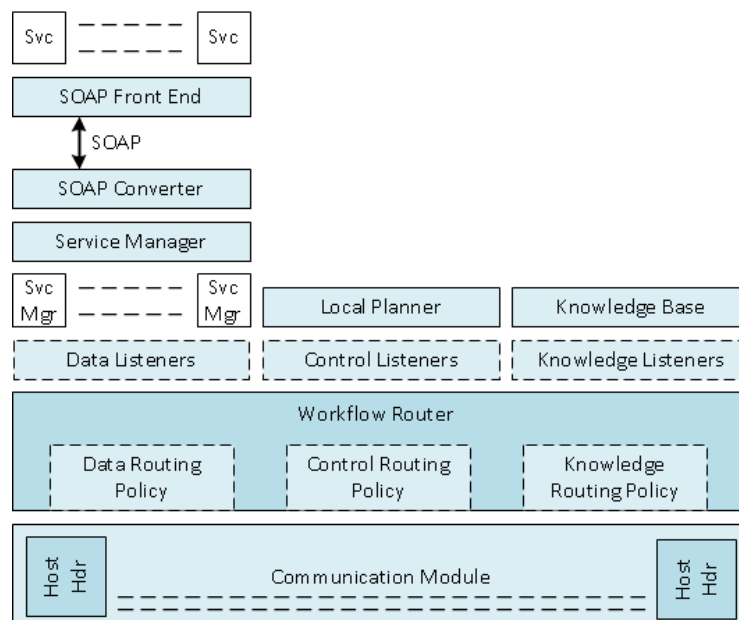 Svc
Svc
SOAP Front End
SOAP
SOAP Converter
Service Manager
Svc
Mgr
Svc
Mgr
Local Planner
Knowledge Base
Data Listeners
Control Listeners
Knowledge Listeners
Workflow Router
Data Routing
Policy
Control Routing
Policy
Knowledge
Routing Policy
Host
Hdr
Communication Module
Host
Hdr